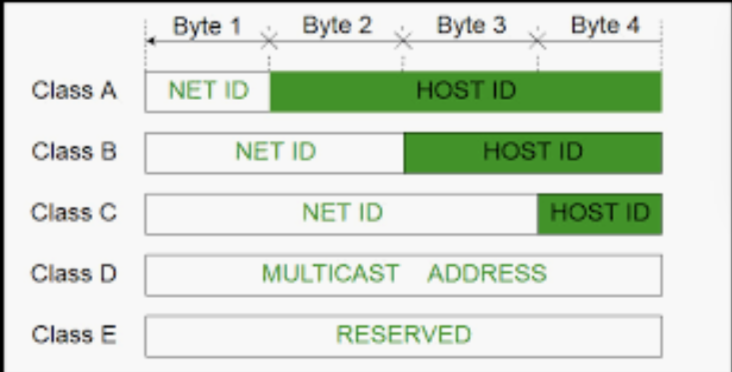 Byte 1 Byte 2 Byte 3 Byte 4
Class A NET ID HOST ID
Class B NET ID HOST ID
Class C NET ID HOST ID
Class D MULTICAST ADDRESS
Class E RESERVED